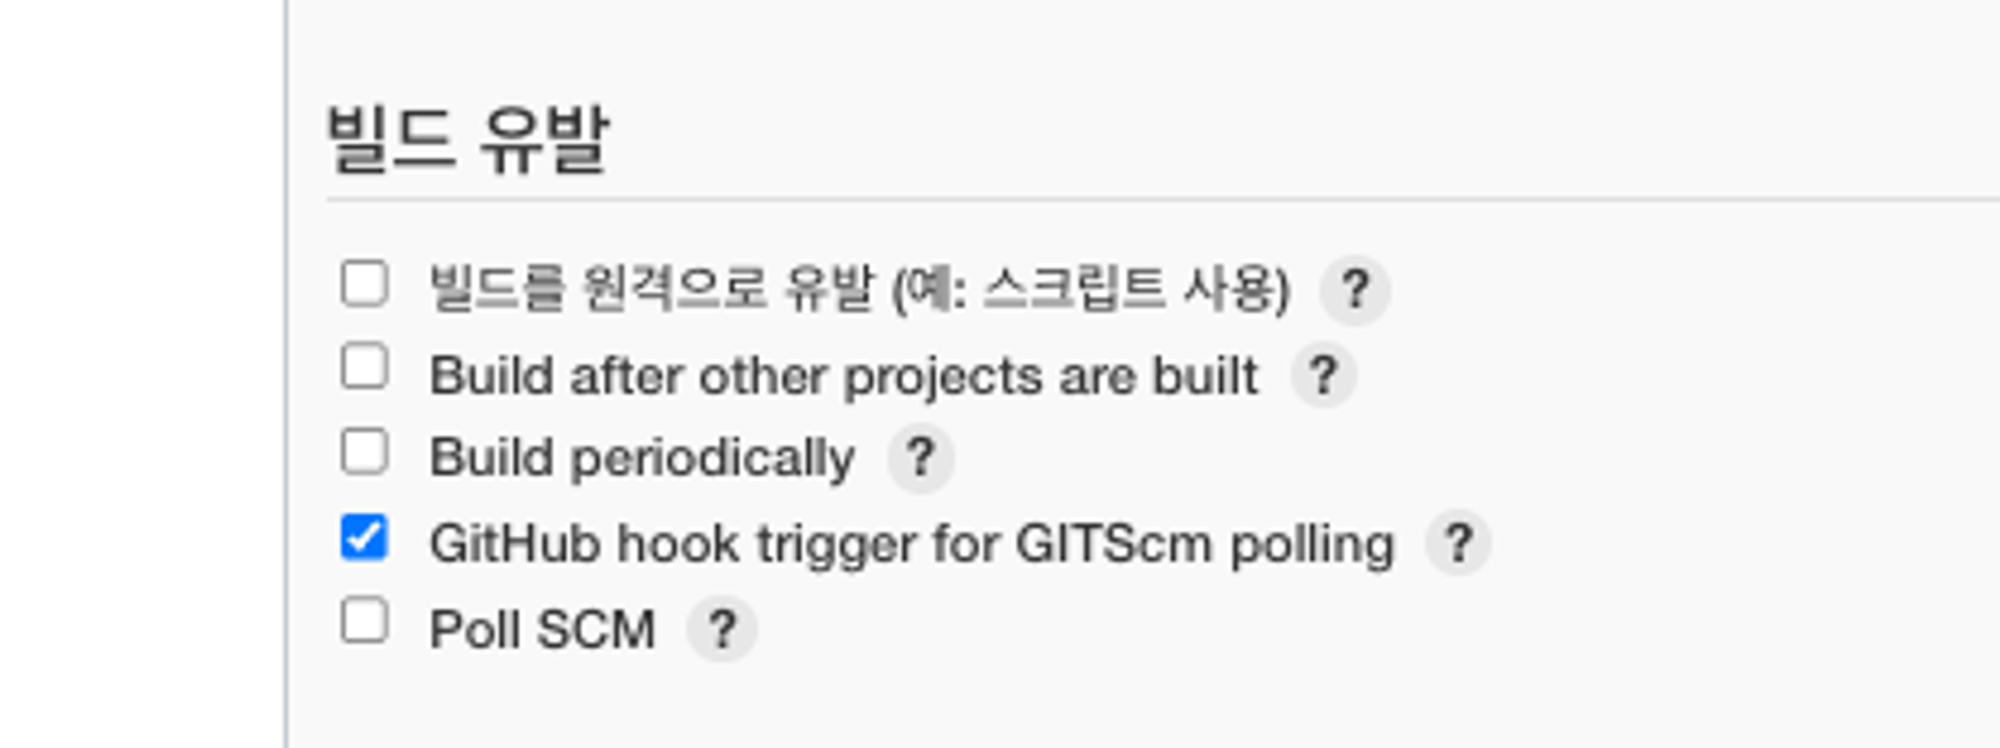 빌드 유발
빌드를 원격으로 유발 (예: 스크립트 사용) ?
Build after other projects are built ?
Build periodically ?
GitHub hook trigger for GITScm polling ?
Poll SCM ?